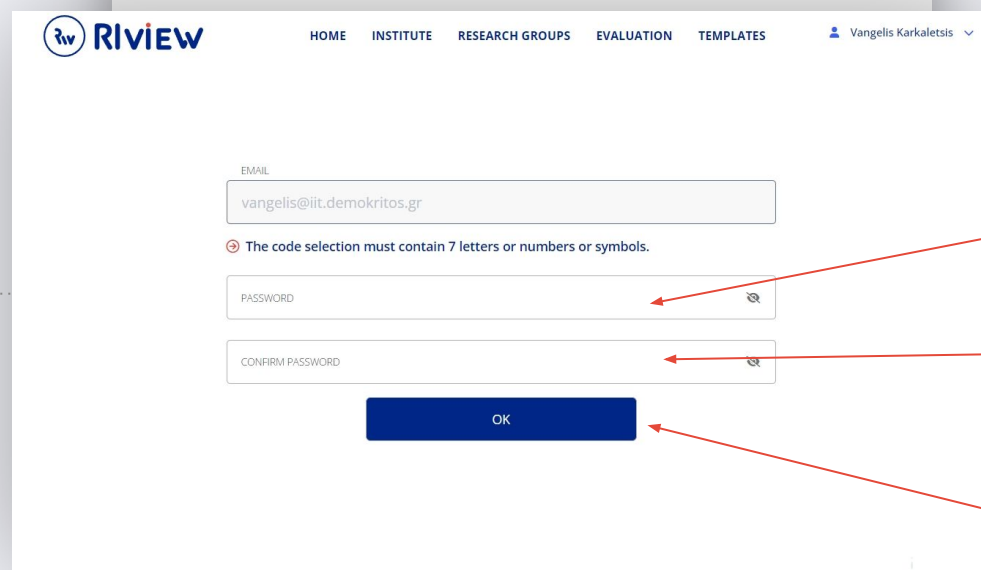 Rιw RIVIEW
HOME INSTITUTE RESEARCH GROUPS EVALUATION TEMPLATES Vangelis Karkaletsis
EMAIL
vangelis@iit.demokritos.gr
The code selection must contain 7 letters or numbers or symbols.
PASSWORD
CONFIRM PASSWORD
OK